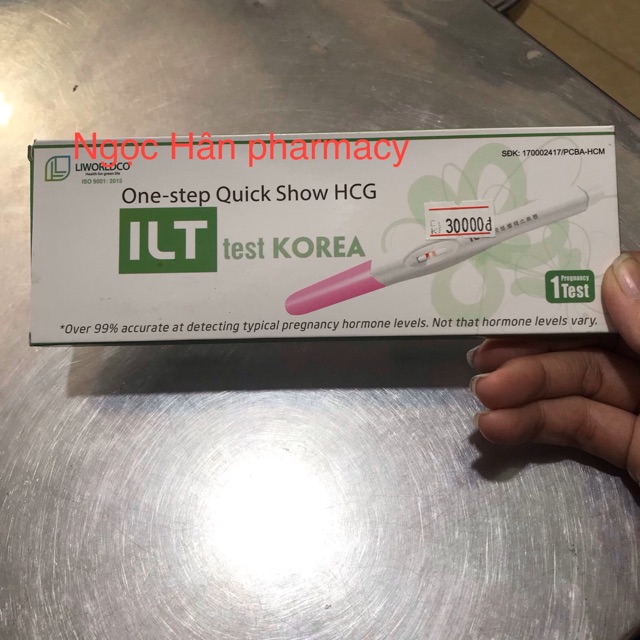 Ngọc Hân pharmacy
LIWORLDCO
Health for green life
ISO 9001: 2015
SĐK: 170002417/PCBA-HCM
One-step Quick Show HCG
ILT test KOREA
30000đ
Pregnancy
1 Test
*Over 99% accurate at detecting typical pregnancy hormone levels. Not that hormone levels vary.